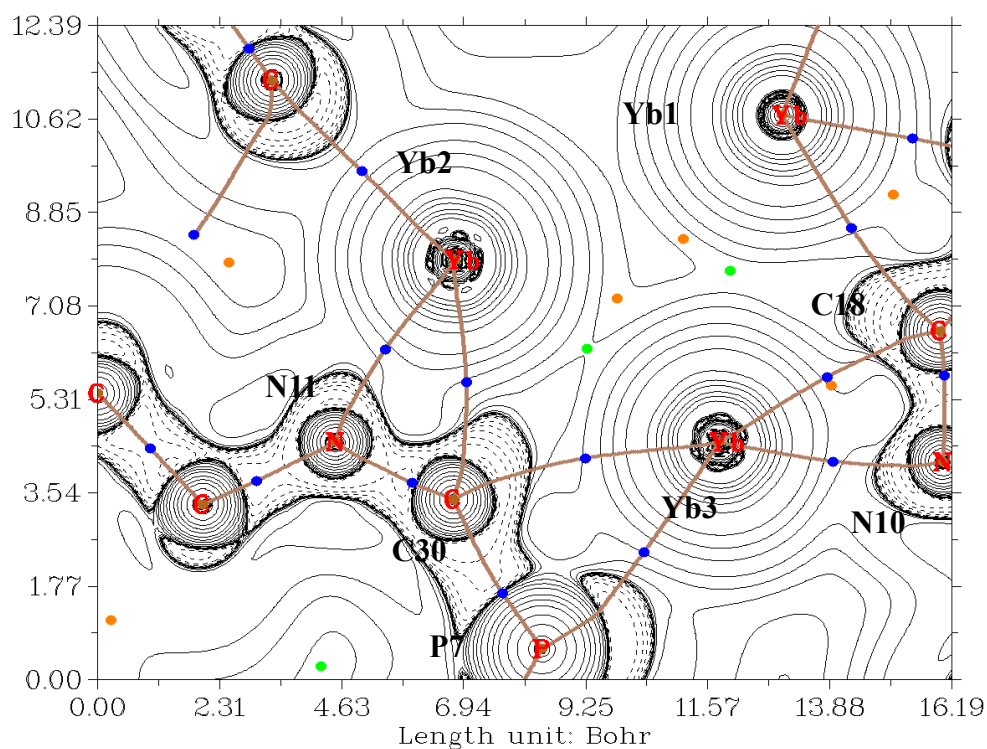 12.39
C
10.62
Yb1
Yb
Yb2
8.85
Yb
7.08
C18
C
N11
5.31
C
N
Yb
N
3.54
C
C
Yb3
N10
C30
1.77
P7
P
0.00
0.00 2.31 4.63 6.94 9.25 11.57 13.88 16.19
Length unit: Bohr